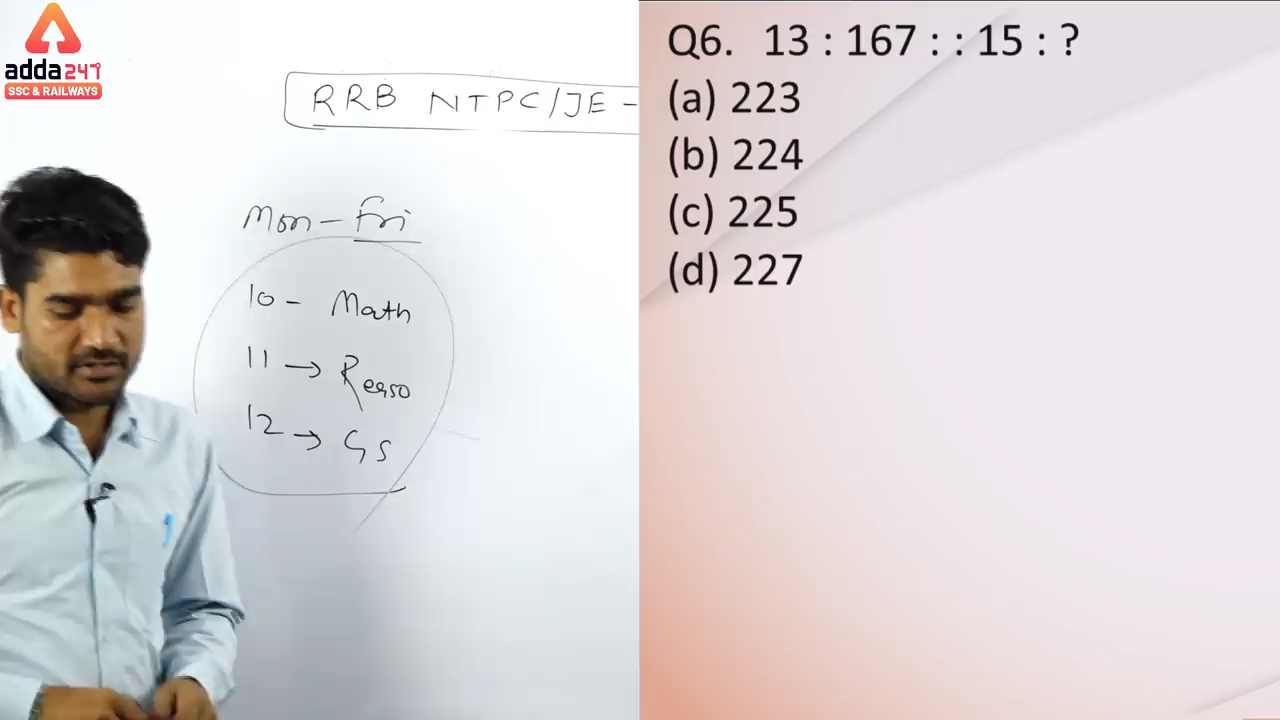 adda247
SSC & RAILWAYS
RRB NTPC/JE -
Mon - Fri
10 - Math
11 → Reaso
12 → GS
Q6. 13 : 167 : : 15 : ?
(a) 223
(b) 224
(c) 225
(d) 227